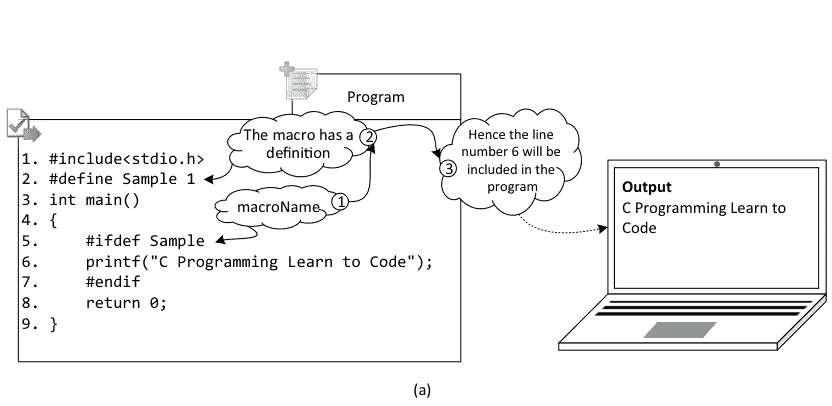 Program
The macro has a
definition
2
Hence the line
number 6 will be
included in the
program
3
macroName
1
1. #include<stdio.h>
2. #define Sample 1
3. int main()
4. {
5. #ifdef Sample
6. printf("C Programming Learn to Code");
7. #endif
8. return 0;
9. }
Output
C Programming Learn to
Code
(a)